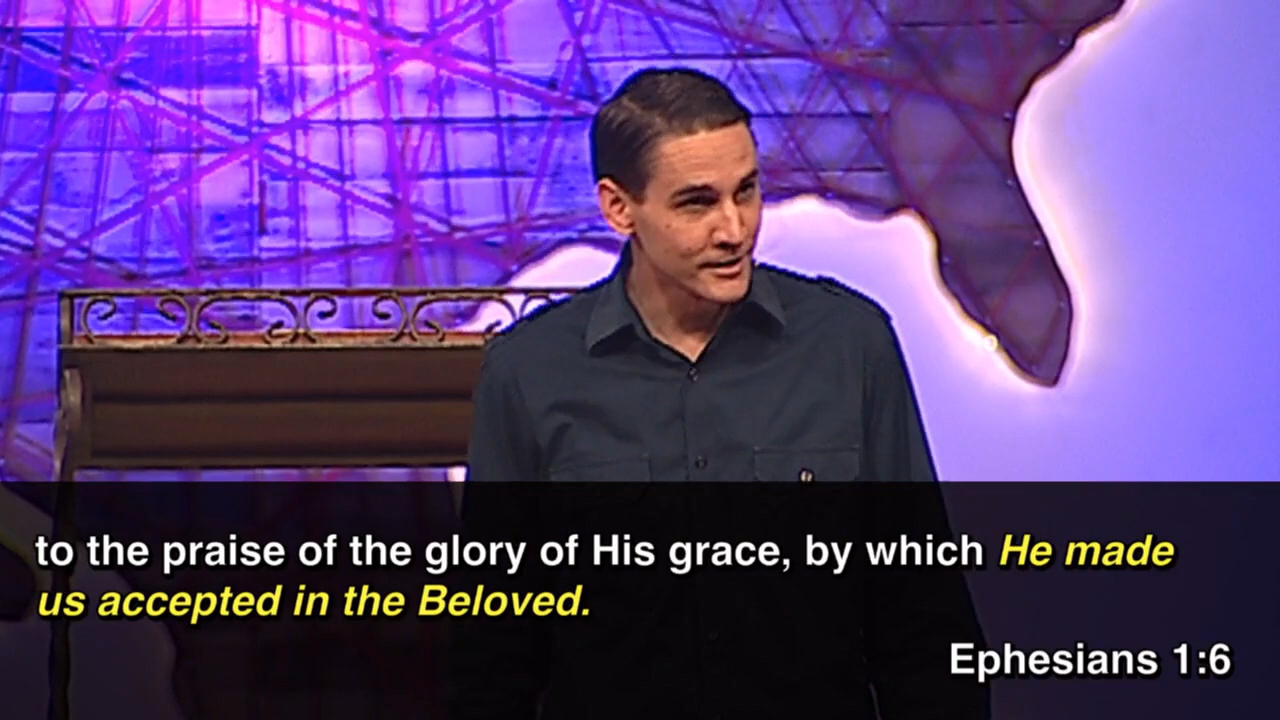 to the praise of the glory of His grace, by which He made
us accepted in the Beloved.
Ephesians 1:6